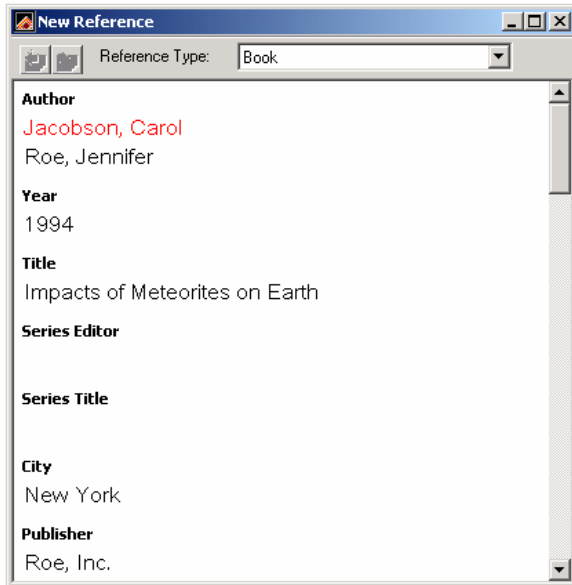 New Reference
Reference Type: Book
Author
Jacobson, Carol
Roe, Jennifer
Year
1994
Title
Impacts of Meteorites on Earth
Series Editor
Series Title
City
New York
Publisher
Roe, Inc.